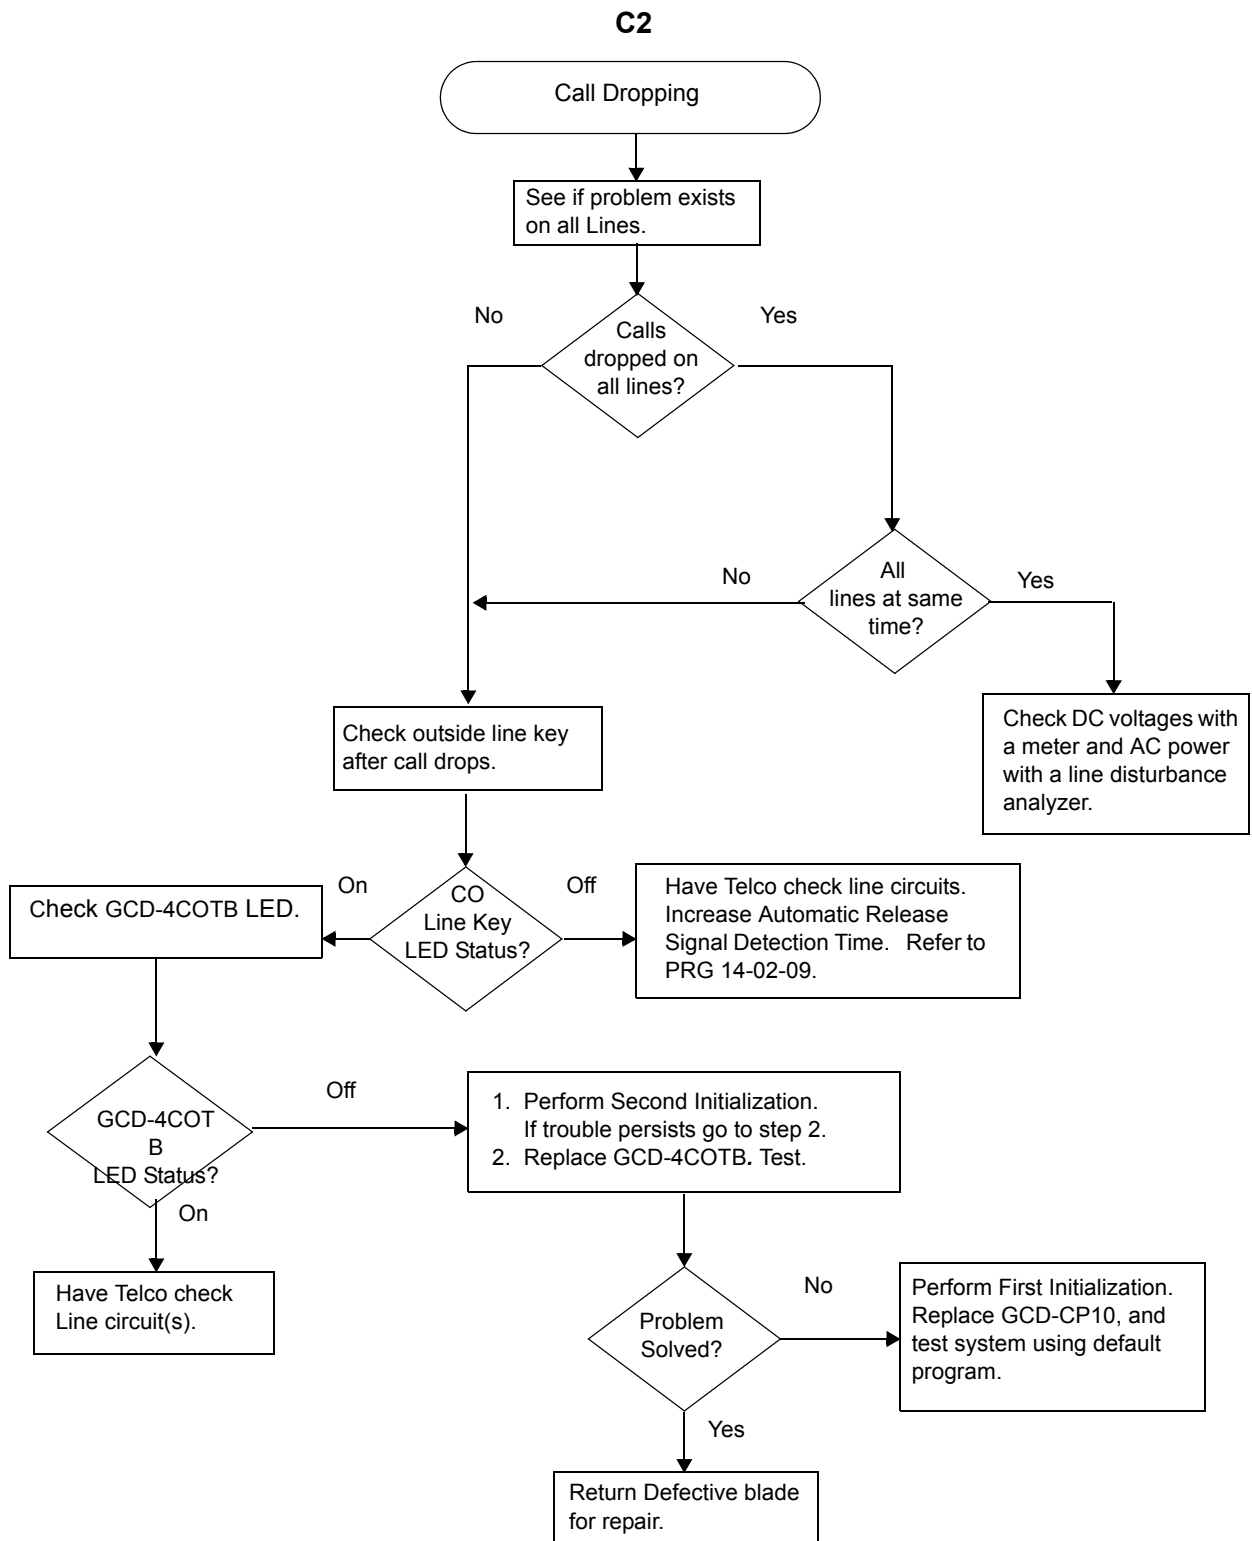 C2
Call Dropping
See if problem exists
on all Lines.
No
Yes
Calls
dropped on
all lines?
No
All
lines at same
time?
Yes
Check DC voltages with
a meter and AC power
with a line disturbance
analyzer.
Check outside line key
after call drops.
Check GCD-4COTB LED.
On
CO
Line Key
LED Status?
Off
Have Telco check line circuits.
Increase Automatic Release
Signal Detection Time. Refer to
PRG 14-02-09.
GCD-4COT
B
LED Status?
Off
On
1. Perform Second Initialization.
If trouble persists go to step 2.
2. Replace GCD-4COTB. Test.
Have Telco check
Line circuit(s).
Problem
Solved?
No
Perform First Initialization.
Replace GCD-CP10, and
test system using default
program.
Yes
Return Defective blade
for repair.